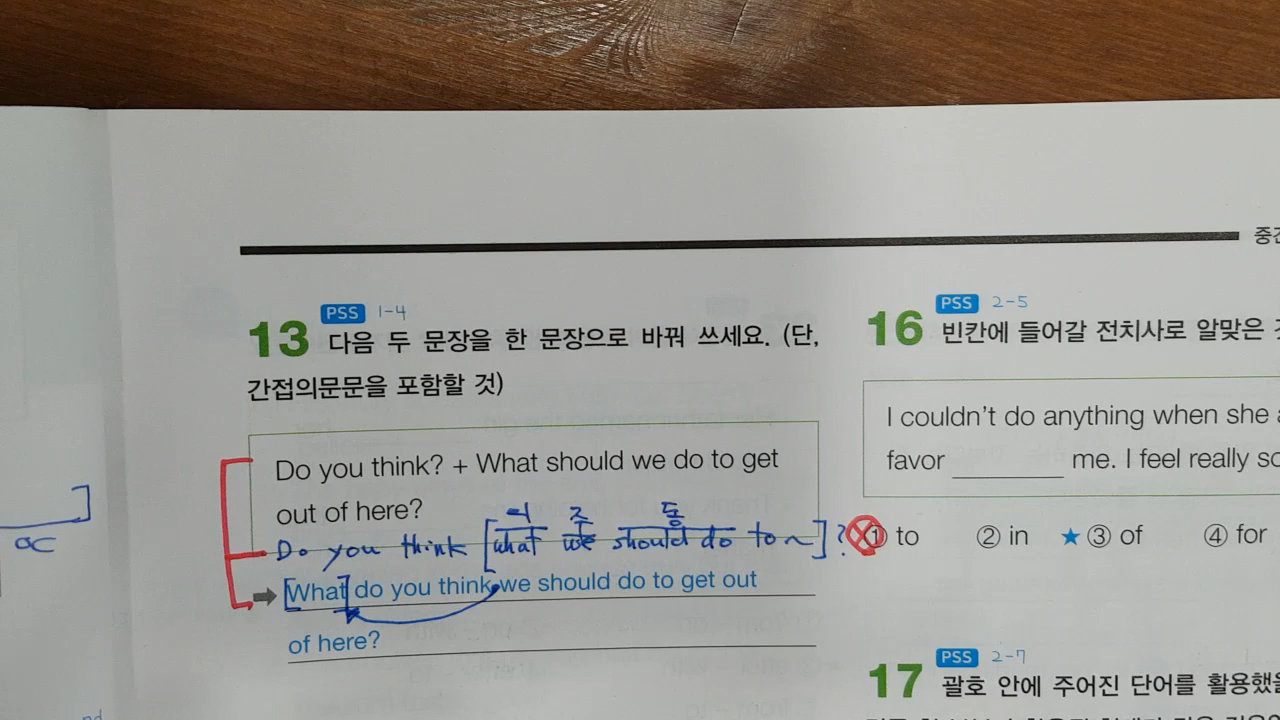 중간
PSS 1-4
13 다음 두 문장을 한 문장으로 바꿔 쓰세요. (단,
간접의문문을 포함할 것)
Do you think? + What should we do to get
out of here?
의 주 동
Do you think [what we should do to~]?
[What] do you think we should do to get out
of here?
oc
nd
PSS 2-5
16 빈칸에 들어갈 전치사로 알맞은
I couldn't do anything when she a
favor ________ me. I feel really so
① to ② in ★③ of ④ for
PSS 2-7
17 괄호 안에 주어진 단어를 활용했을